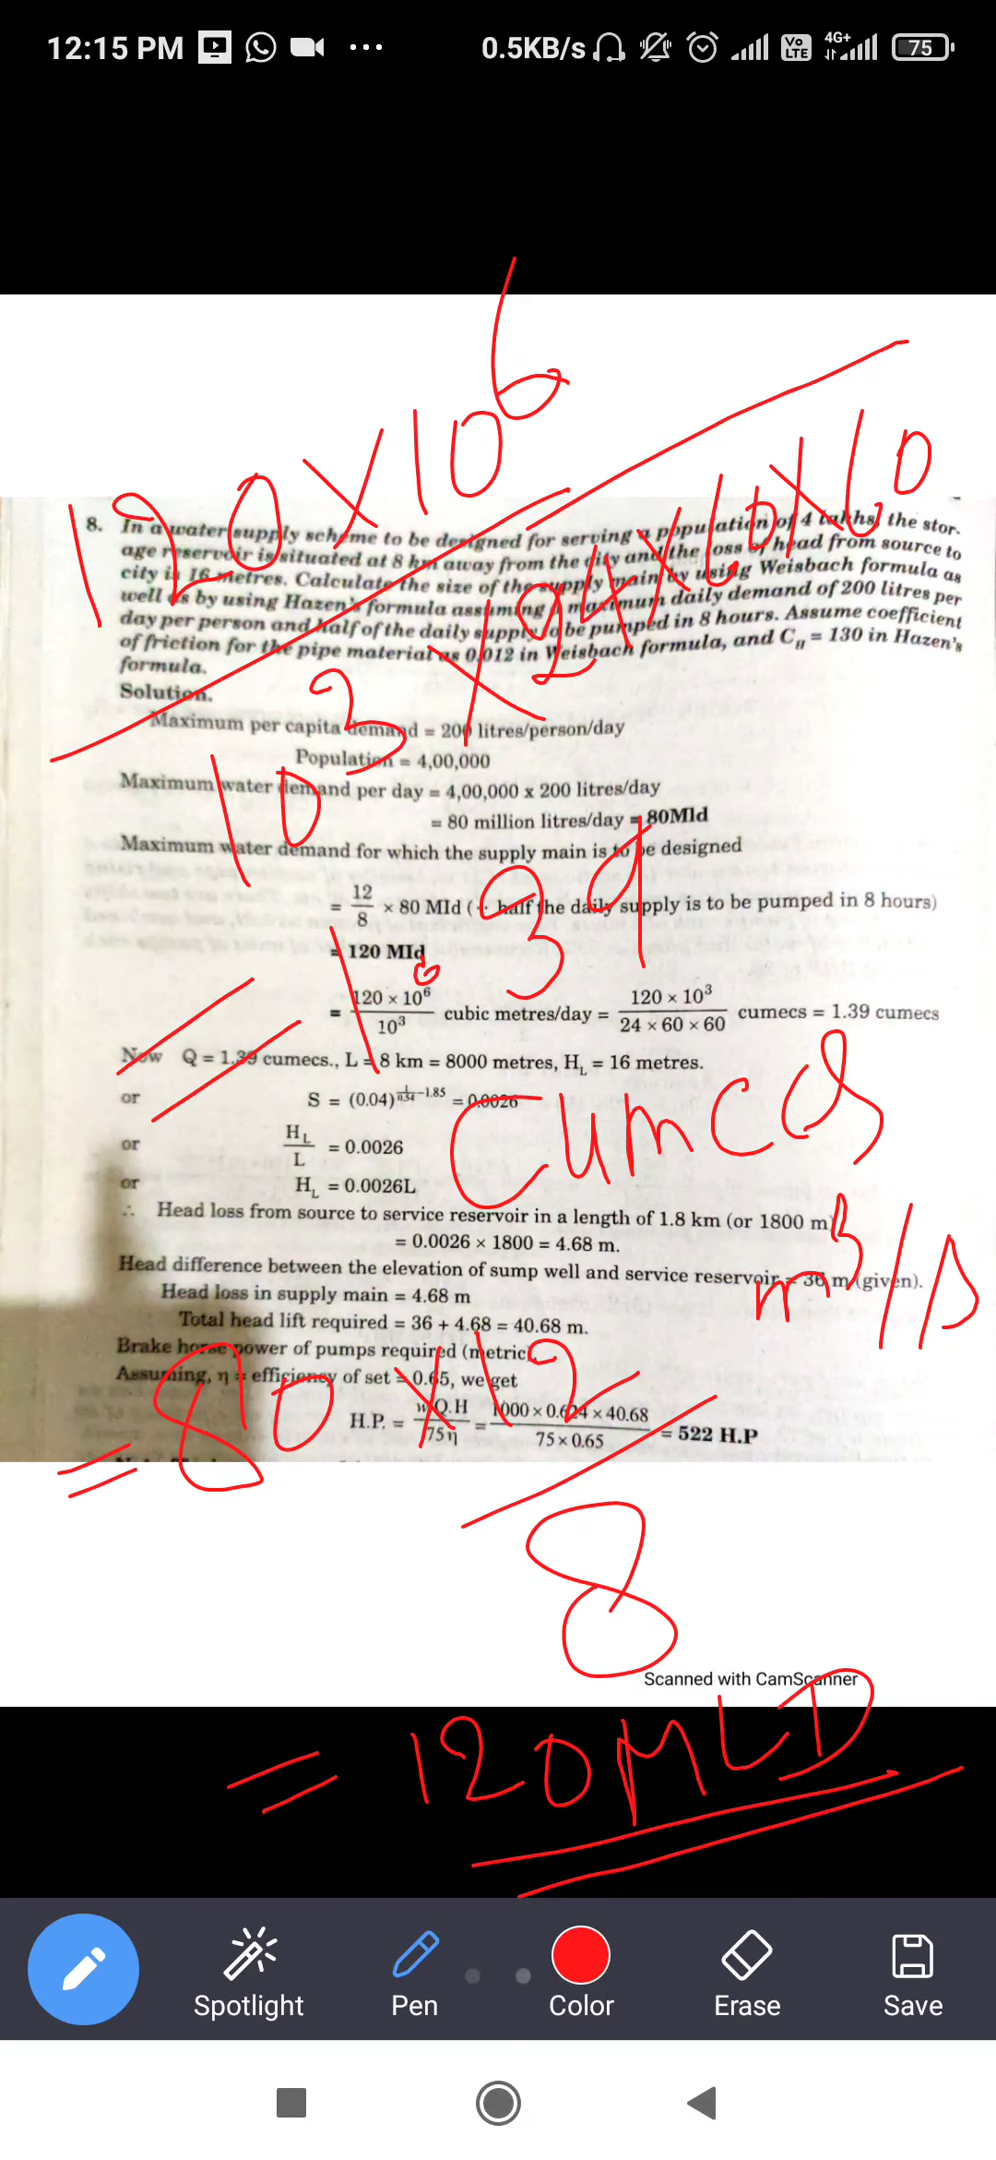 12:15 PM ... 0.5KB/s Vo LTE 4G+ 75
120 × 10^6
10^3 × 24 × 60 × 60
8. In a water supply scheme to be designed for serving a population of 4 lakhs, the stor-
age reservoir is situated at 8 km away from the city and the loss of head from source to
city is 16 metres. Calculate the size of the supply main by using Weisbach formula as
well as by using Hazen's formula assuming a maximum daily demand of 200 litres per
day per person and half of the daily supply to be pumped in 8 hours. Assume coefficient
of friction for the pipe material as 0.012 in Weisbach formula, and C_H = 130 in Hazen's
formula.
Solution.
Maximum per capita demand = 200 litres/person/day
Population = 4,00,000
Maximum water demand per day = 4,00,000 x 200 litres/day
= 80 million litres/day = 80Mld
Maximum water demand for which the supply main is to be designed
= 12/8 × 80 MId (∵ half the daily supply is to be pumped in 8 hours)
= 120 MId
= 120 × 10^6 / 10^3 cubic metres/day = 120 × 10^3 / 24 × 60 × 60 cumecs = 1.39 cumecs
= 1.39
Now Q = 1.39 cumecs., L = 8 km = 8000 metres, H_L = 16 metres.
or S = (0.04)^{1/0.54} -1.85 = 0.0026
cumecs
or H_L / L = 0.0026
or H_L = 0.0026L
∴ Head loss from source to service reservoir in a length of 1.8 km (or 1800 m)
= 0.0026 × 1800 = 4.68 m.
m^3/s
Head difference between the elevation of sump well and service reservoir = 36 m (given).
Head loss in supply main = 4.68 m
Total head lift required = 36 + 4.68 = 40.68 m.
Brake horse power of pumps required (metric)
Assuming, η = efficiency of set = 0.65, we get
H.P. = w.Q.H / 75η = 1000 × 0.624 × 40.68 / 75 × 0.65 = 522 H.P
= 80 × 12
8
Scanned with CamScanner
= 120 MLD
Spotlight Pen Color Erase Save